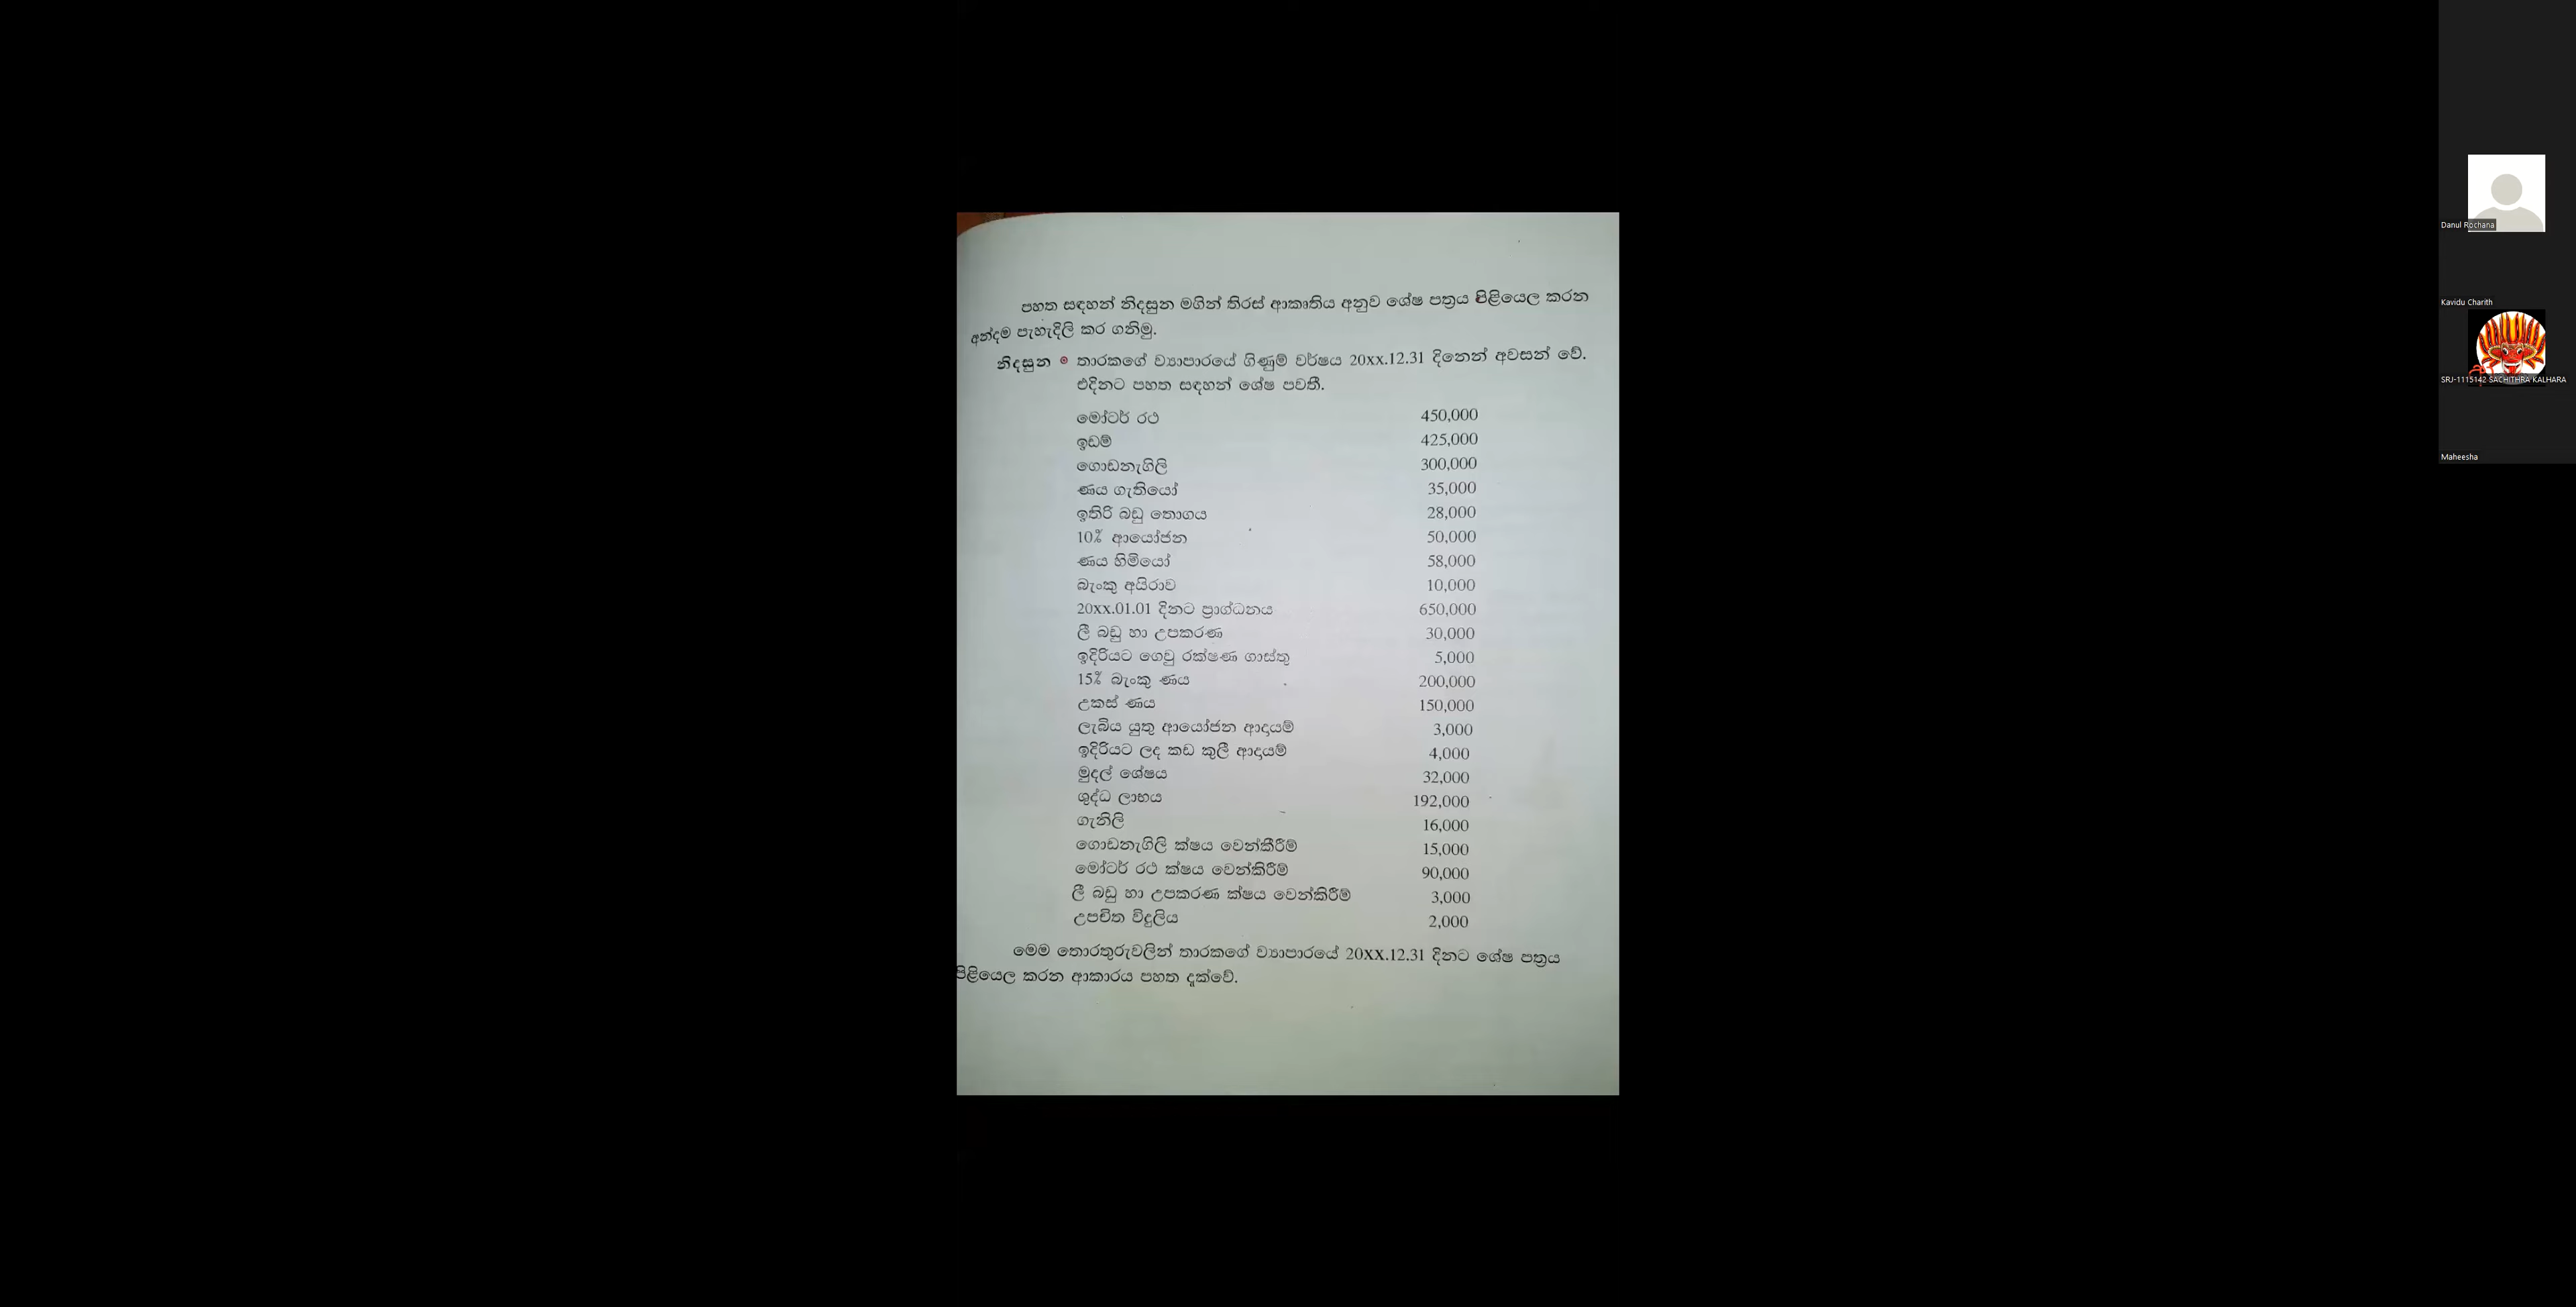 පහත සඳහන් නිදසුන මගින් තිරස් ආකෘතිය අනුව ශේෂ පත්‍රය පිළියෙල කරන
අන්දම පැහැදිලි කර ගනිමු.
නිදසුන තාරකගේ ව්‍යාපාරයේ ගිණුම් වර්ෂය 20xx.12.31 දිනෙන් අවසන් වේ.
එදිනට පහත සඳහන් ශේෂ පවතී.
මෝටර් රථ 450,000
ඉඩම් 425,000
ගොඩනැගිලි 300,000
ණය ගැතියෝ 35,000
ඉතිරි බඩු තොගය 28,000
10% ආයෝජන 50,000
ණය හිමියෝ 58,000
බැංකු අයිරාව 10,000
20xx.01.01 දිනට ප්‍රාග්ධනය 650,000
ලී බඩු හා උපකරණ 30,000
ඉදිරියට ගෙවු රක්ෂණ ගාස්තු 5,000
15% බැංකු ණය 200,000
උකස් ණය 150,000
ලැබිය යුතු ආයෝජන ආදායම් 3,000
ඉදිරියට ලද කඩ කුලී ආදායම් 4,000
මුදල් ශේෂය 32,000
ශුද්ධ ලාභය 192,000
ගැනිලි 16,000
ගොඩනැගිලි ක්ෂය වෙන්කීරීම් 15,000
මෝටර් රථ ක්ෂය වෙන්කිරීම් 90,000
ලී බඩු හා උපකරණ ක්ෂය වෙන්කිරීම් 3,000
උපචිත විදුලිය 2,000
මෙම තොරතුරුවලින් තාරකගේ ව්‍යාපාරයේ 20XX.12.31 දිනට ශේෂ පත්‍රය
පිළියෙල කරන ආකාරය පහත දැක්වේ.
Danul Rochana
Kavidu Charith
SRJ-1115142 SACHITHRA KALHARA
Maheesha